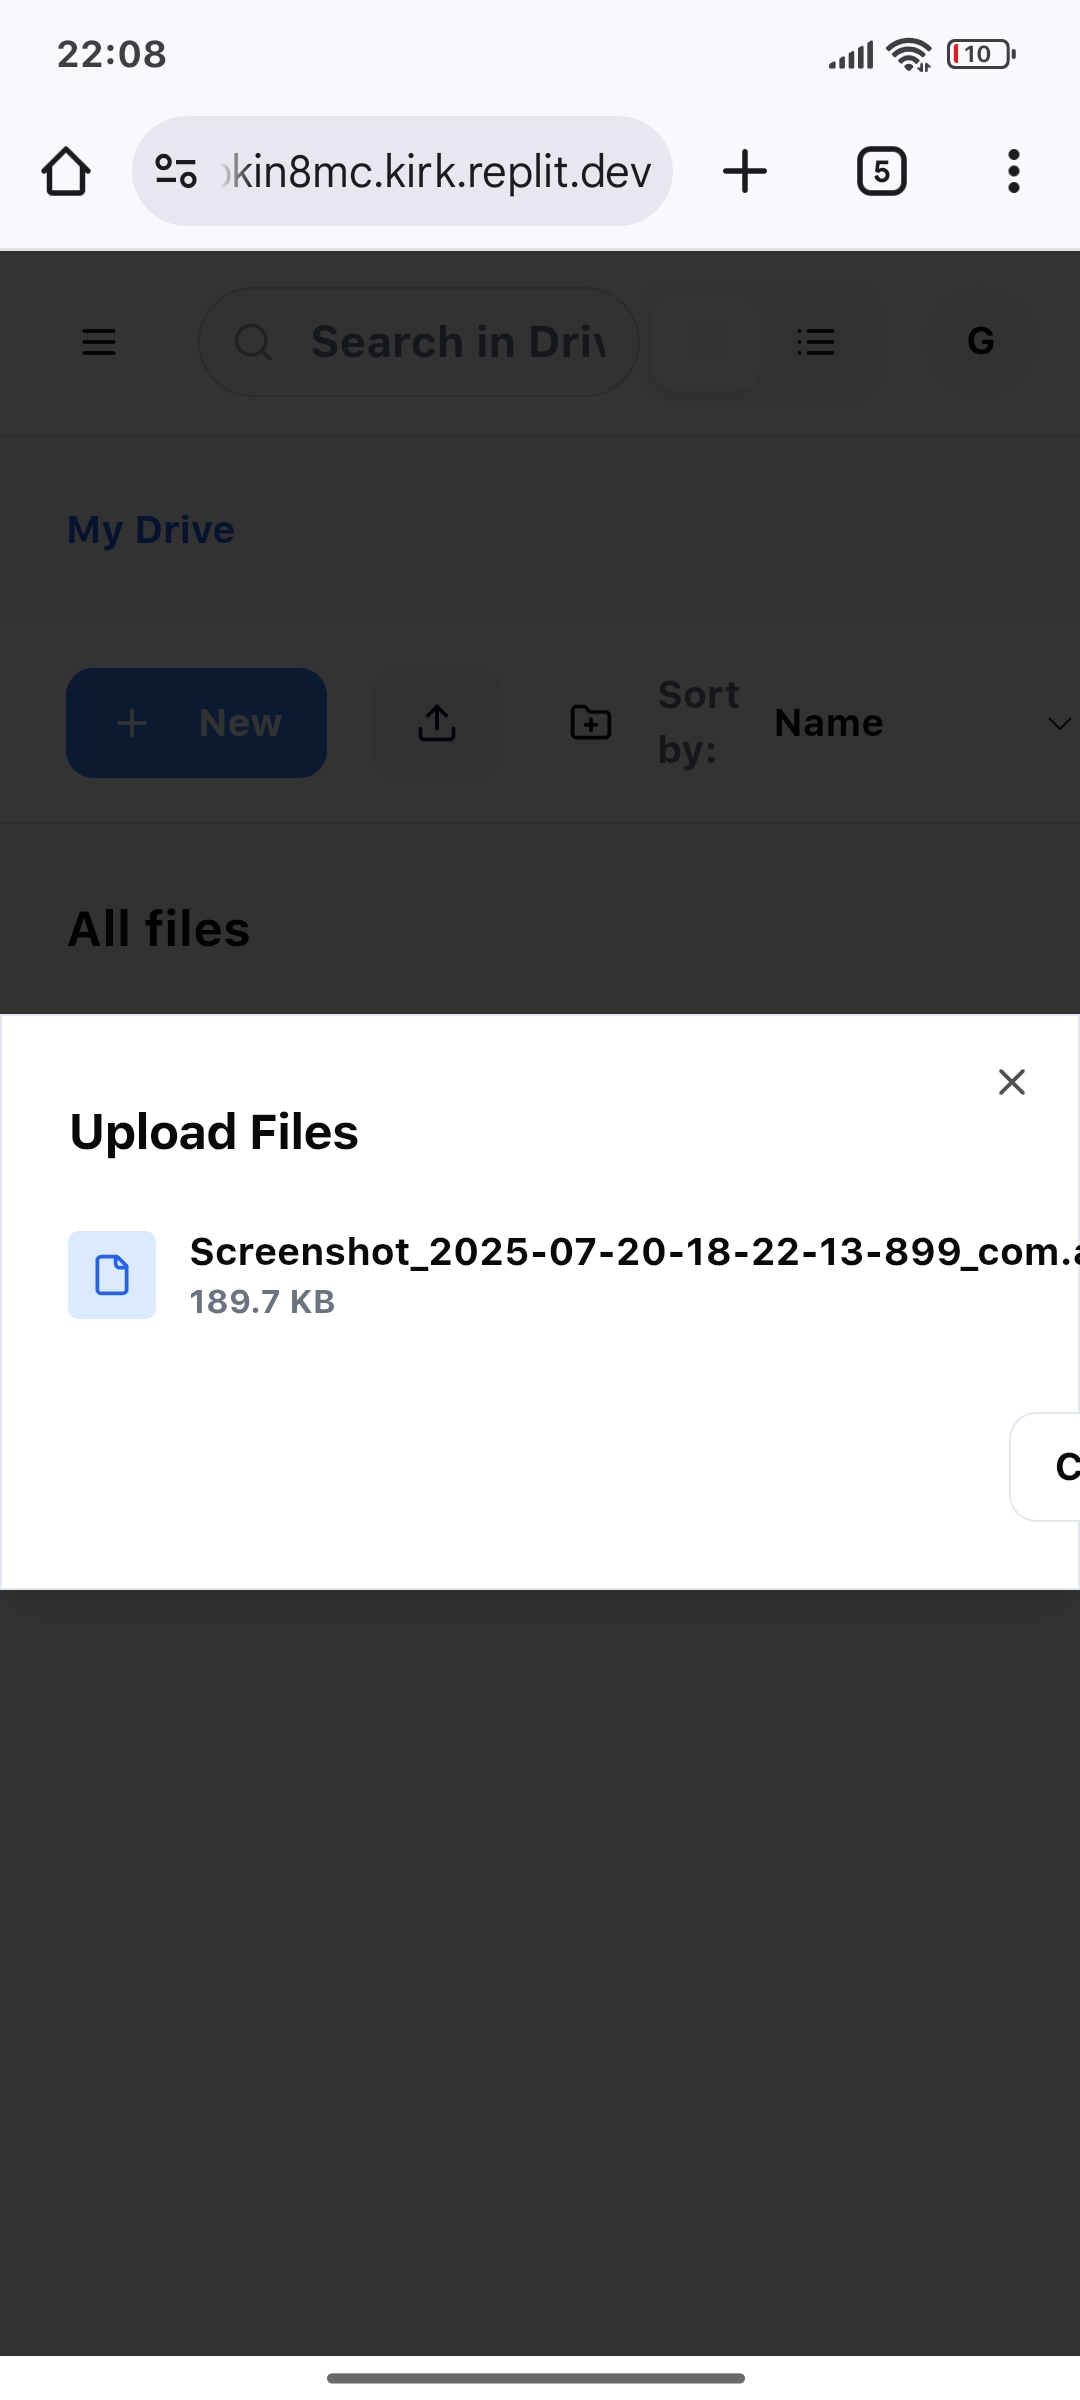 22:08
10
kin8mc.kirk.replit.dev
5
Search in Driv
G
My Drive
New
Sort
by:
Name
All files
Upload Files
Screenshot_2025-07-20-18-22-13-899_com.a
189.7 KB
C